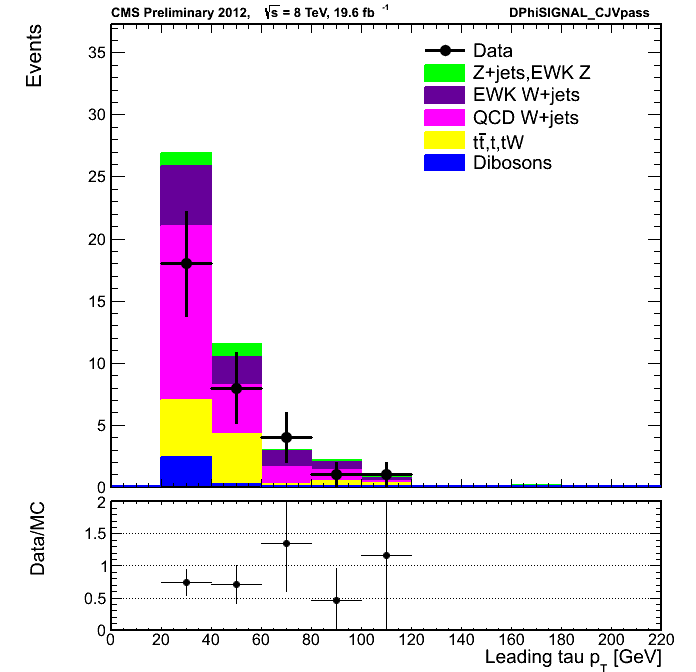 CMS Preliminary 2012, √s = 8 TeV, 19.6 fb⁻¹ DPhiSIGNAL_CJVpass
Events
35
30
25
20
15
10
5
0
Data
Z+jets,EWK Z
EWK W+jets
QCD W+jets
tt̄,t,tW
Dibosons
Data/MC
2
1.5
1
0.5
0
0 20 40 60 80 100 120 140 160 180 200 220
Leading tau p_T [GeV]